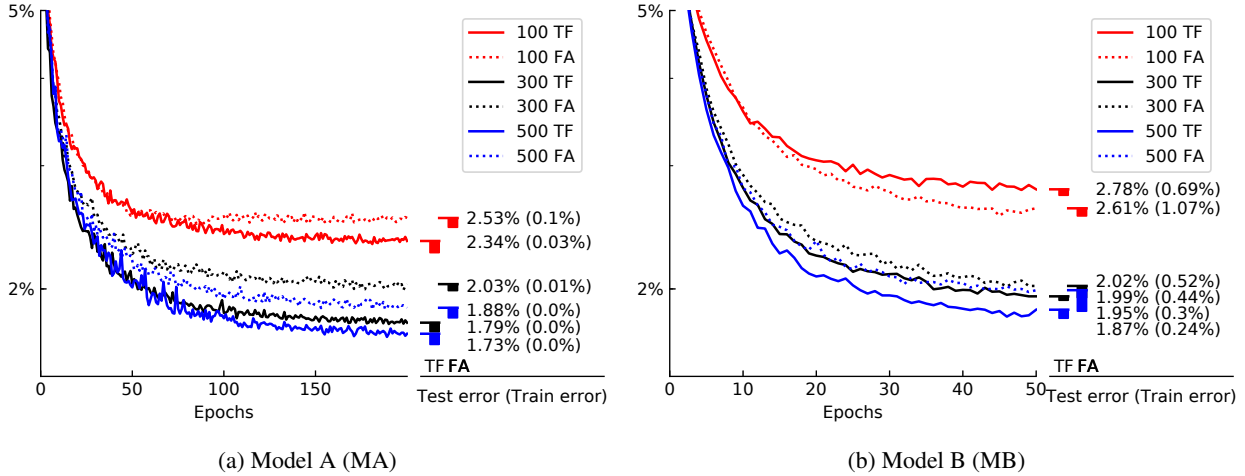 5%
2%
0
50
100
150
Epochs
100 TF
100 FA
300 TF
300 FA
500 TF
500 FA
2.53% (0.1%)
2.34% (0.03%)
2.03% (0.01%)
1.88% (0.0%)
1.79% (0.0%)
1.73% (0.0%)
TF FA
Test error (Train error)
(a) Model A (MA)
5%
2%
0
10
20
30
40
50
Epochs
100 TF
100 FA
300 TF
300 FA
500 TF
500 FA
2.78% (0.69%)
2.61% (1.07%)
2.02% (0.52%)
1.99% (0.44%)
1.95% (0.3%)
1.87% (0.24%)
TF FA
Test error (Train error)
(b) Model B (MB)